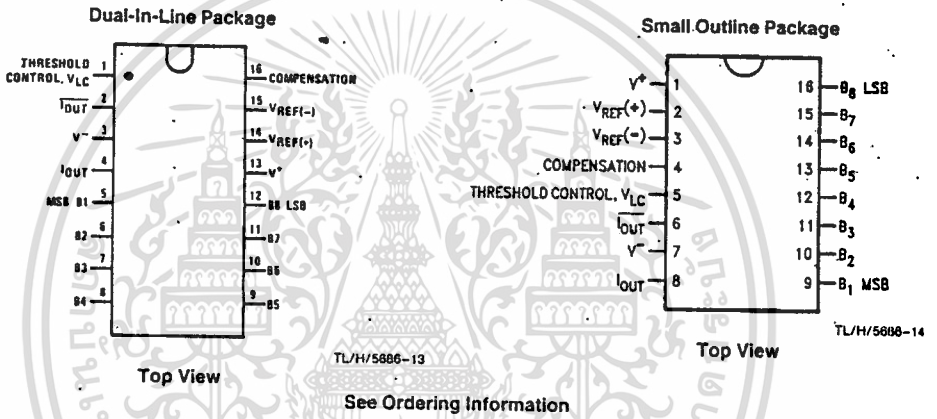 Dual-In-Line Package
THRESHOLD
CONTROL, VLC
1
I̅O̅U̅T̅
2
V−
3
IOUT
4
MSB B1
5
B2
6
B3
7
B4
8
16
COMPENSATION
15
VREF(−)
14
VREF(+)
13
V+
12
B8 LSB
11
B7
10
B6
9
B5
TL/H/5686-13
Top View
Small Outline Package
V+ 1
VREF(+) 2
VREF(−) 3
COMPENSATION 4
THRESHOLD CONTROL, VLC 5
I̅O̅U̅T̅ 6
V− 7
IOUT 8
16 B8 LSB
15 B7
14 B6
13 B5
12 B4
11 B3
10 B2
9 B1 MSB
TL/H/5686-14
Top View
See Ordering Information